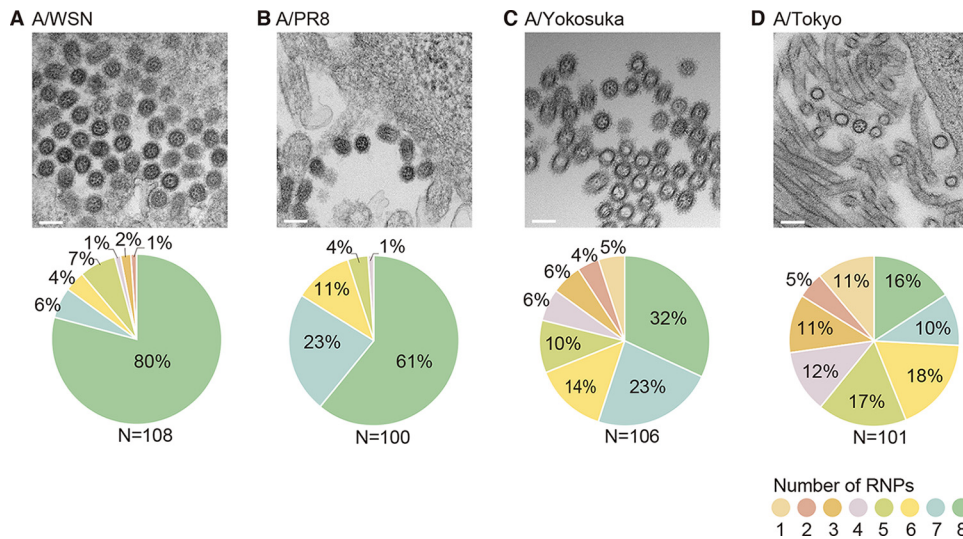 A A/WSN
B A/PR8
C A/Yokosuka
D A/Tokyo
80%
6%
4%
7%
1%
2%
1%
N=108
61%
23%
11%
4%
1%
N=100
32%
23%
14%
10%
6%
6%
4%
5%
N=106
16%
10%
18%
17%
12%
11%
5%
11%
N=101
Number of RNPs
1 2 3 4 5 6 7 8